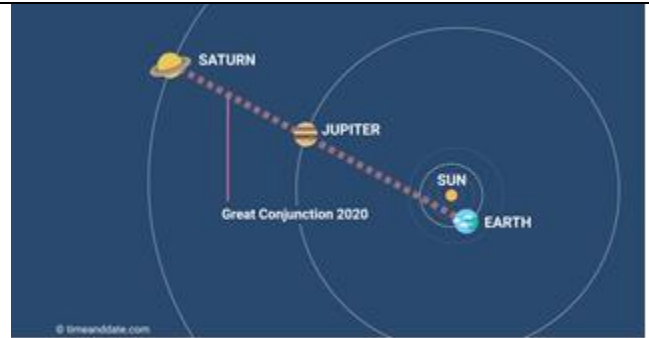 SATURN
JUPITER
SUN
Great Conjunction 2020
EARTH
© timeanddate.com